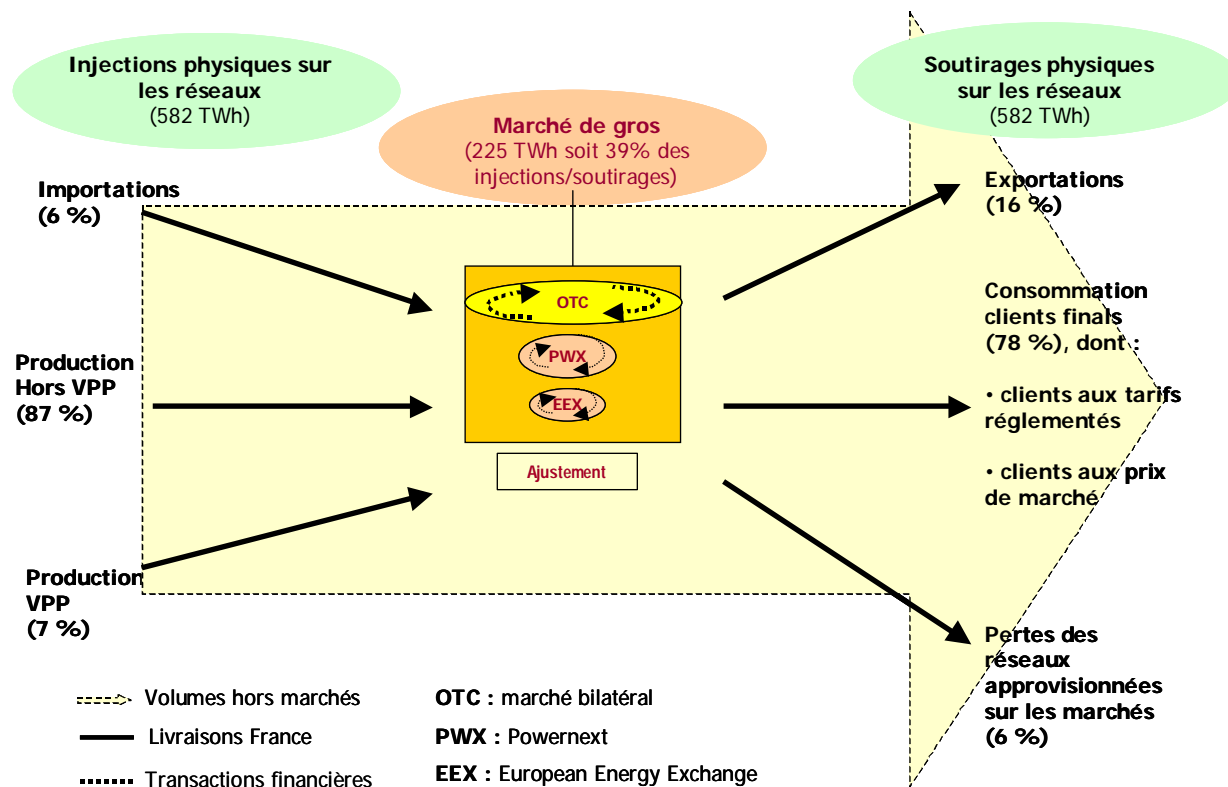 Injections physiques sur
les réseaux
(582 TWh)
Soutirages physiques
sur les réseaux
(582 TWh)
Marché de gros
(225 TWh soit 39% des
injections/soutirages)
Importations
(6 %)
Exportations
(16 %)
OTC
PWX
EEX
Ajustement
Production
Hors VPP
(87 %)
Consommation
clients finals
(78 %), dont :
• clients aux tarifs
réglementés
• clients aux prix
de marché
Production
VPP
(7 %)
Pertes des
réseaux
approvisionnées
sur les marchés
(6 %)
Volumes hors marchés
Livraisons France
Transactions financières
OTC : marché bilatéral
PWX : Powernext
EEX : European Energy Exchange